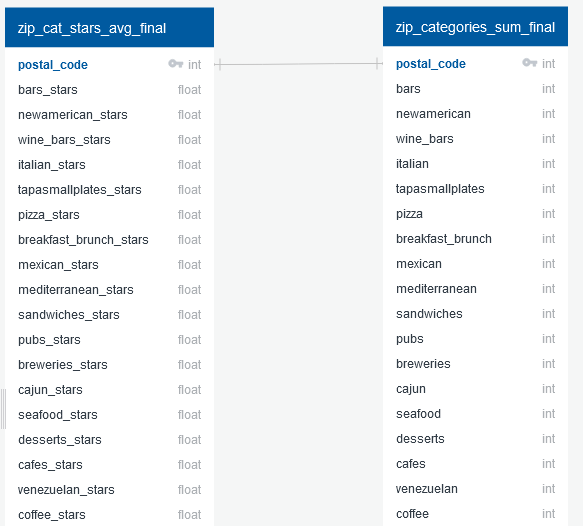 zip_cat_stars_avg_final
postal_code int
bars_stars float
newamerican_stars float
wine_bars_stars float
italian_stars float
tapasmallplates_stars float
pizza_stars float
breakfast_brunch_stars float
mexican_stars float
mediterranean_stars float
sandwiches_stars float
pubs_stars float
breweries_stars float
cajun_stars float
seafood_stars float
desserts_stars float
cafes_stars float
venezuelan_stars float
coffee_stars float
zip_categories_sum_final
postal_code int
bars int
newamerican int
wine_bars int
italian int
tapasmallplates int
pizza int
breakfast_brunch int
mexican int
mediterranean int
sandwiches int
pubs int
breweries int
cajun int
seafood int
desserts int
cafes int
venezuelan int
coffee int